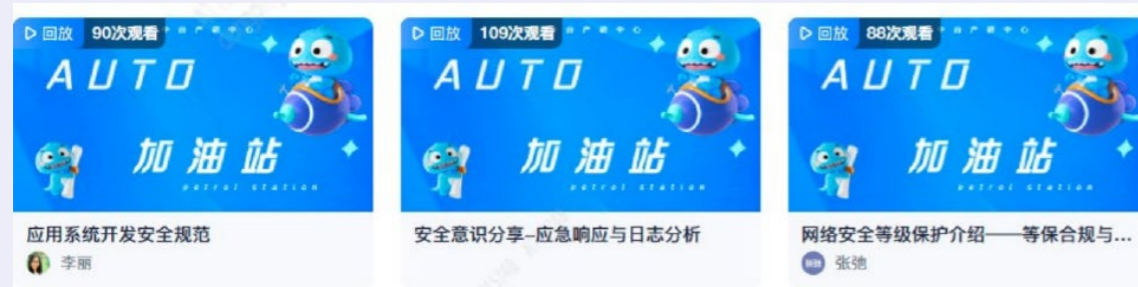 回放 90次观看
AUTO
加油站
petrol station
应用系统开发安全规范
李丽
回放 109次观看
AUTO
加油站
petrol station
安全意识分享–应急响应与日志分析
回放 88次观看
AUTO
加油站
petrol station
网络安全等级保护介绍——等保合规与...
张弛